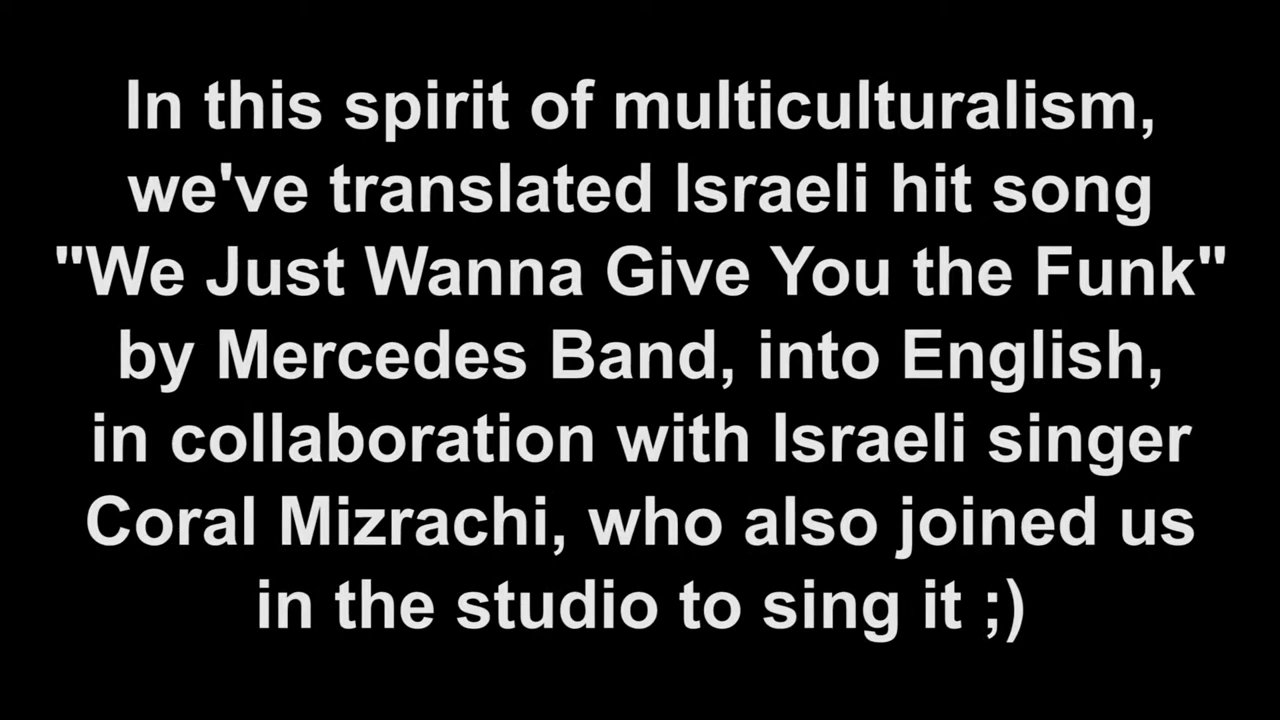 In this spirit of multiculturalism,
we've translated Israeli hit song
"We Just Wanna Give You the Funk"
by Mercedes Band, into English,
in collaboration with Israeli singer
Coral Mizrachi, who also joined us
in the studio to sing it ;)